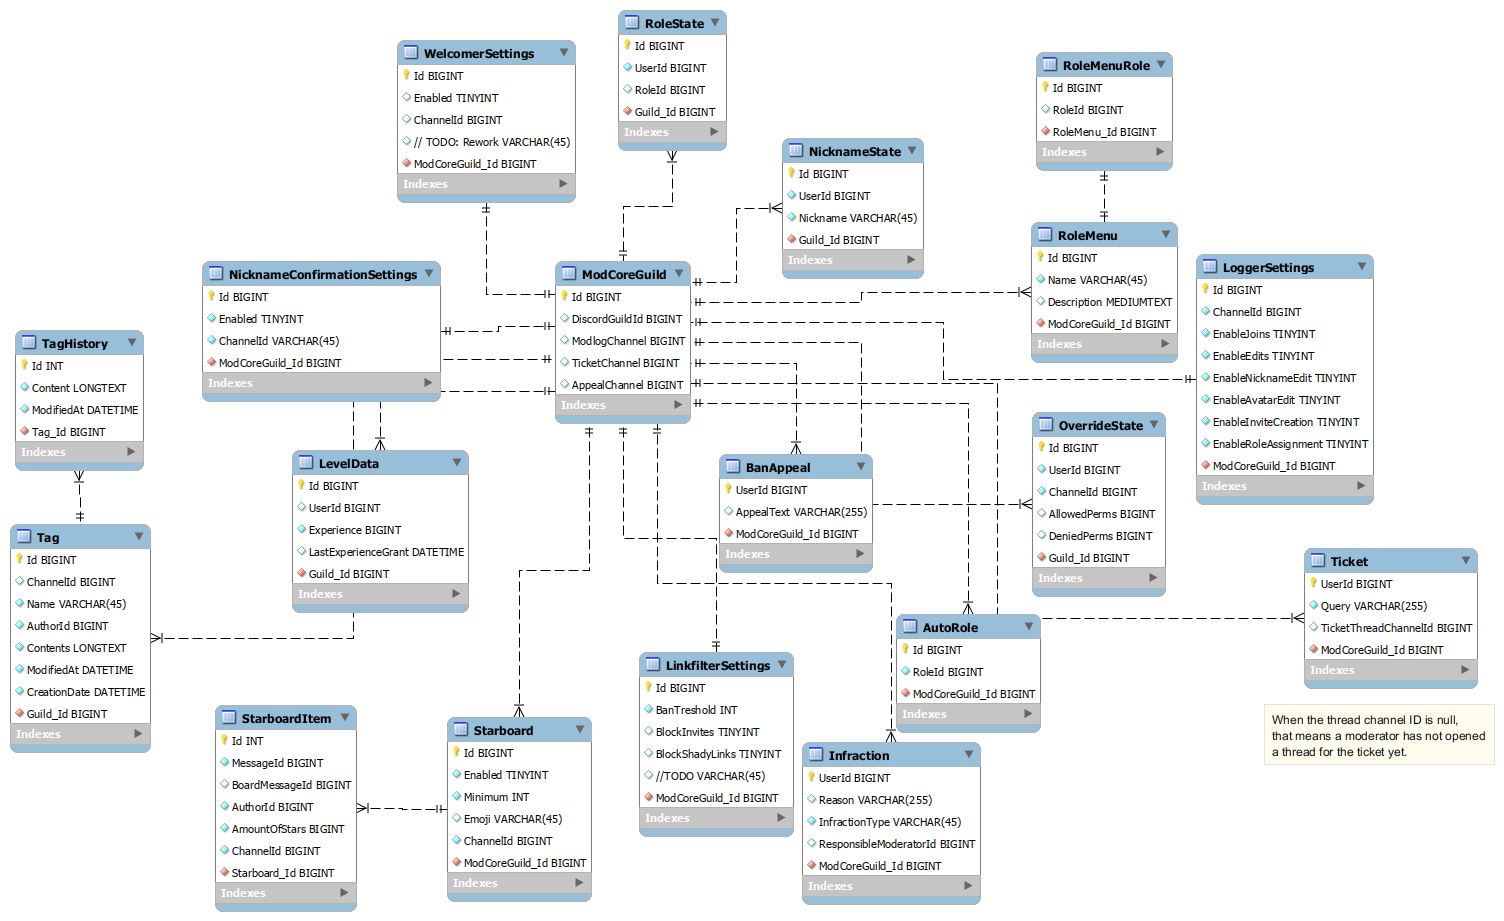 RoleState
Id BIGINT
UserId BIGINT
RoleId BIGINT
Guild_Id BIGINT
Indexes
WelcomerSettings
Id BIGINT
Enabled TINYINT
ChannelId BIGINT
// TODO: Rework VARCHAR(45)
ModCoreGuild_Id BIGINT
Indexes
RoleMenuRole
Id BIGINT
RoleId BIGINT
RoleMenu_Id BIGINT
Indexes
NicknameState
Id BIGINT
UserId BIGINT
Nickname VARCHAR(45)
Guild_Id BIGINT
Indexes
RoleMenu
Id BIGINT
Name VARCHAR(45)
Description MEDIUMTEXT
ModCoreGuild_Id BIGINT
Indexes
LoggerSettings
Id BIGINT
ChannelId BIGINT
EnableJoins TINYINT
EnableEdits TINYINT
EnableNicknameEdit TINYINT
EnableAvatarEdit TINYINT
EnableInviteCreation TINYINT
EnableRoleAssignment TINYINT
ModCoreGuild_Id BIGINT
Indexes
NicknameConfirmationSettings
Id BIGINT
Enabled TINYINT
ChannelId VARCHAR(45)
ModCoreGuild_Id BIGINT
Indexes
ModCoreGuild
Id BIGINT
DiscordGuildId BIGINT
ModlogChannel BIGINT
TicketChannel BIGINT
AppealChannel BIGINT
Indexes
TagHistory
Id INT
Content LONGTEXT
ModifiedAt DATETIME
Tag_Id BIGINT
Indexes
LevelData
Id BIGINT
UserId BIGINT
Experience BIGINT
LastExperienceGrant DATETIME
Guild_Id BIGINT
Indexes
BanAppeal
UserId BIGINT
AppealText VARCHAR(255)
ModCoreGuild_Id BIGINT
Indexes
OverrideState
Id BIGINT
UserId BIGINT
ChannelId BIGINT
AllowedPerms BIGINT
DeniedPerms BIGINT
Guild_Id BIGINT
Indexes
Tag
Id BIGINT
ChannelId BIGINT
Name VARCHAR(45)
AuthorId BIGINT
Contents LONGTEXT
ModifiedAt DATETIME
CreationDate DATETIME
Guild_Id BIGINT
Indexes
Ticket
UserId BIGINT
Query VARCHAR(255)
TicketThreadChannelId BIGINT
ModCoreGuild_Id BIGINT
Indexes
AutoRole
Id BIGINT
RoleId BIGINT
ModCoreGuild_Id BIGINT
Indexes
LinkfilterSettings
Id BIGINT
BanTreshold INT
BlockInvites TINYINT
BlockShadyLinks TINYINT
//TODO VARCHAR(45)
ModCoreGuild_Id BIGINT
Indexes
StarboardItem
Id INT
MessageId BIGINT
BoardMessageId BIGINT
AuthorId BIGINT
AmountOfStars BIGINT
ChannelId BIGINT
Starboard_Id BIGINT
Indexes
Starboard
Id BIGINT
Enabled TINYINT
Minimum INT
Emoji VARCHAR(45)
ChannelId BIGINT
ModCoreGuild_Id BIGINT
Indexes
Infraction
UserId BIGINT
Reason VARCHAR(255)
InfractionType VARCHAR(45)
ResponsibleModeratorId BIGINT
ModCoreGuild_Id BIGINT
Indexes
When the thread channel ID is null,
that means a moderator has not opened
a thread for the ticket yet.